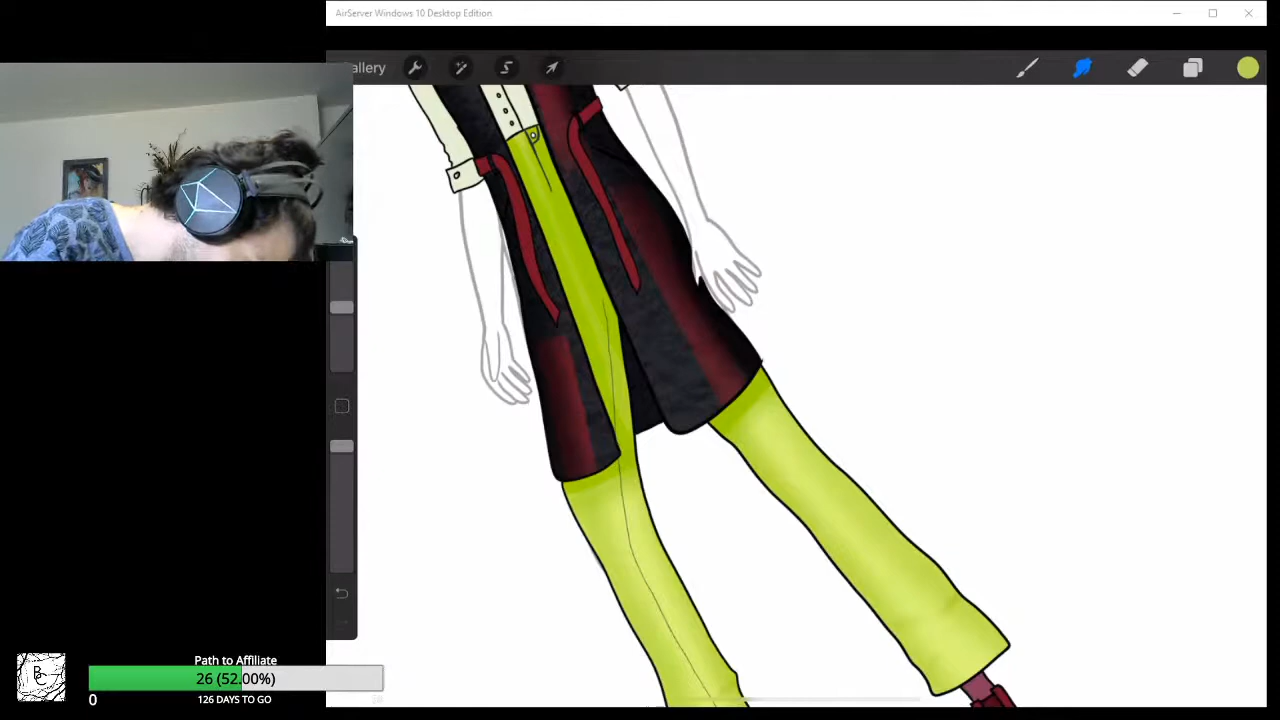 AirServer Windows 10 Desktop Edition
allery
Path to Affiliate
26 (52.00%)
0
126 DAYS TO GO